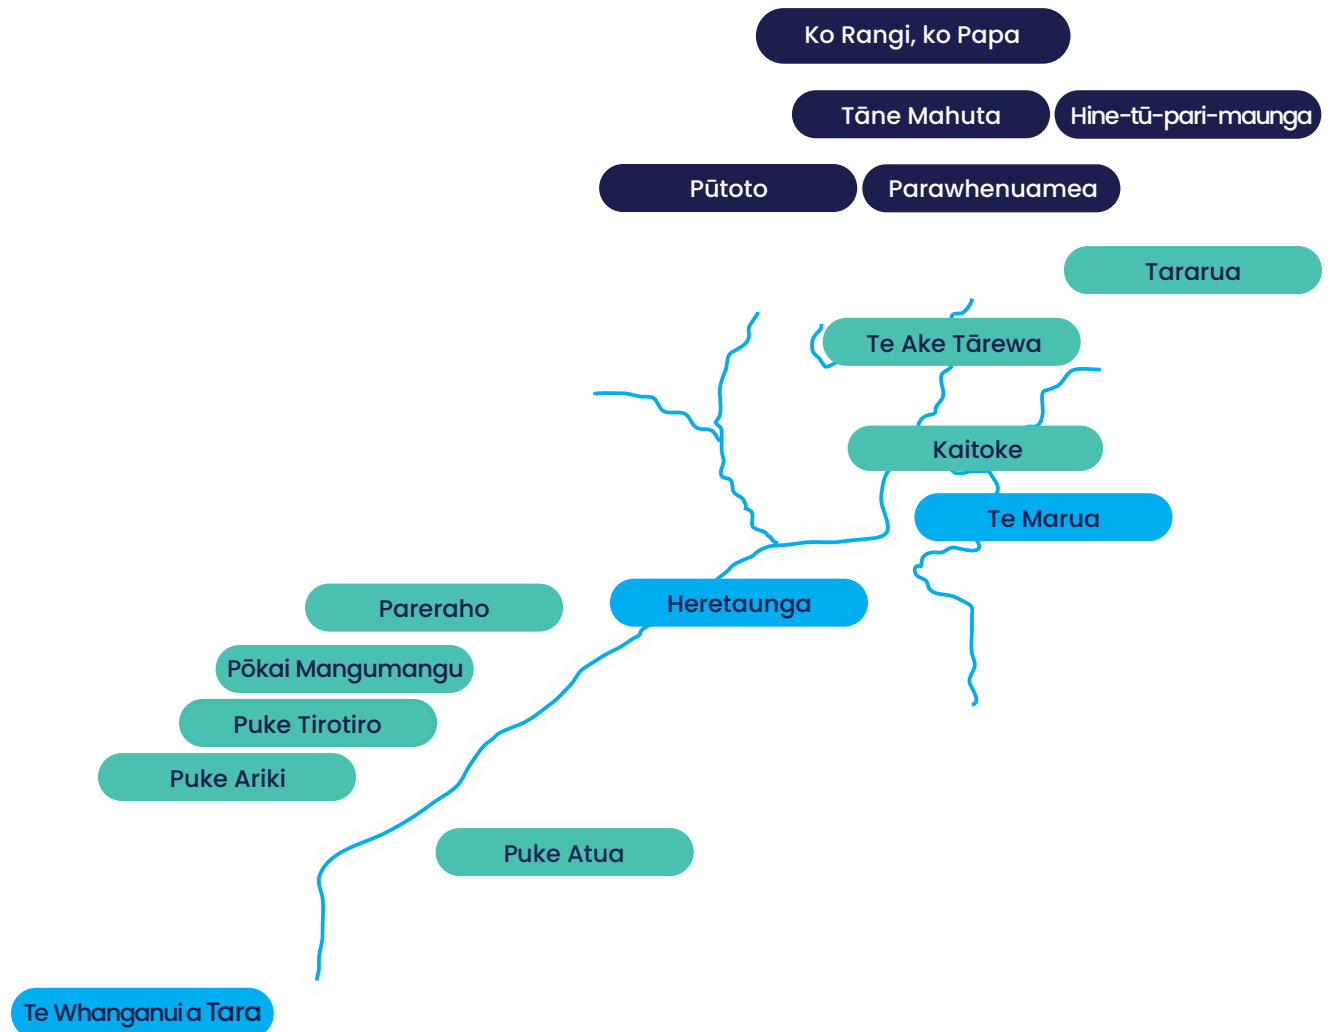 Ko Rangi, ko Papa
Tāne Mahuta
Hine-tū-pari-maunga
Pūtoto
Parawhenuamea
Tararua
Te Ake Tārewa
Kaitoke
Te Marua
Heretaunga
Pareraho
Pōkai Mangumangu
Puke Tirotiro
Puke Ariki
Puke Atua
Te Whanganui a Tara